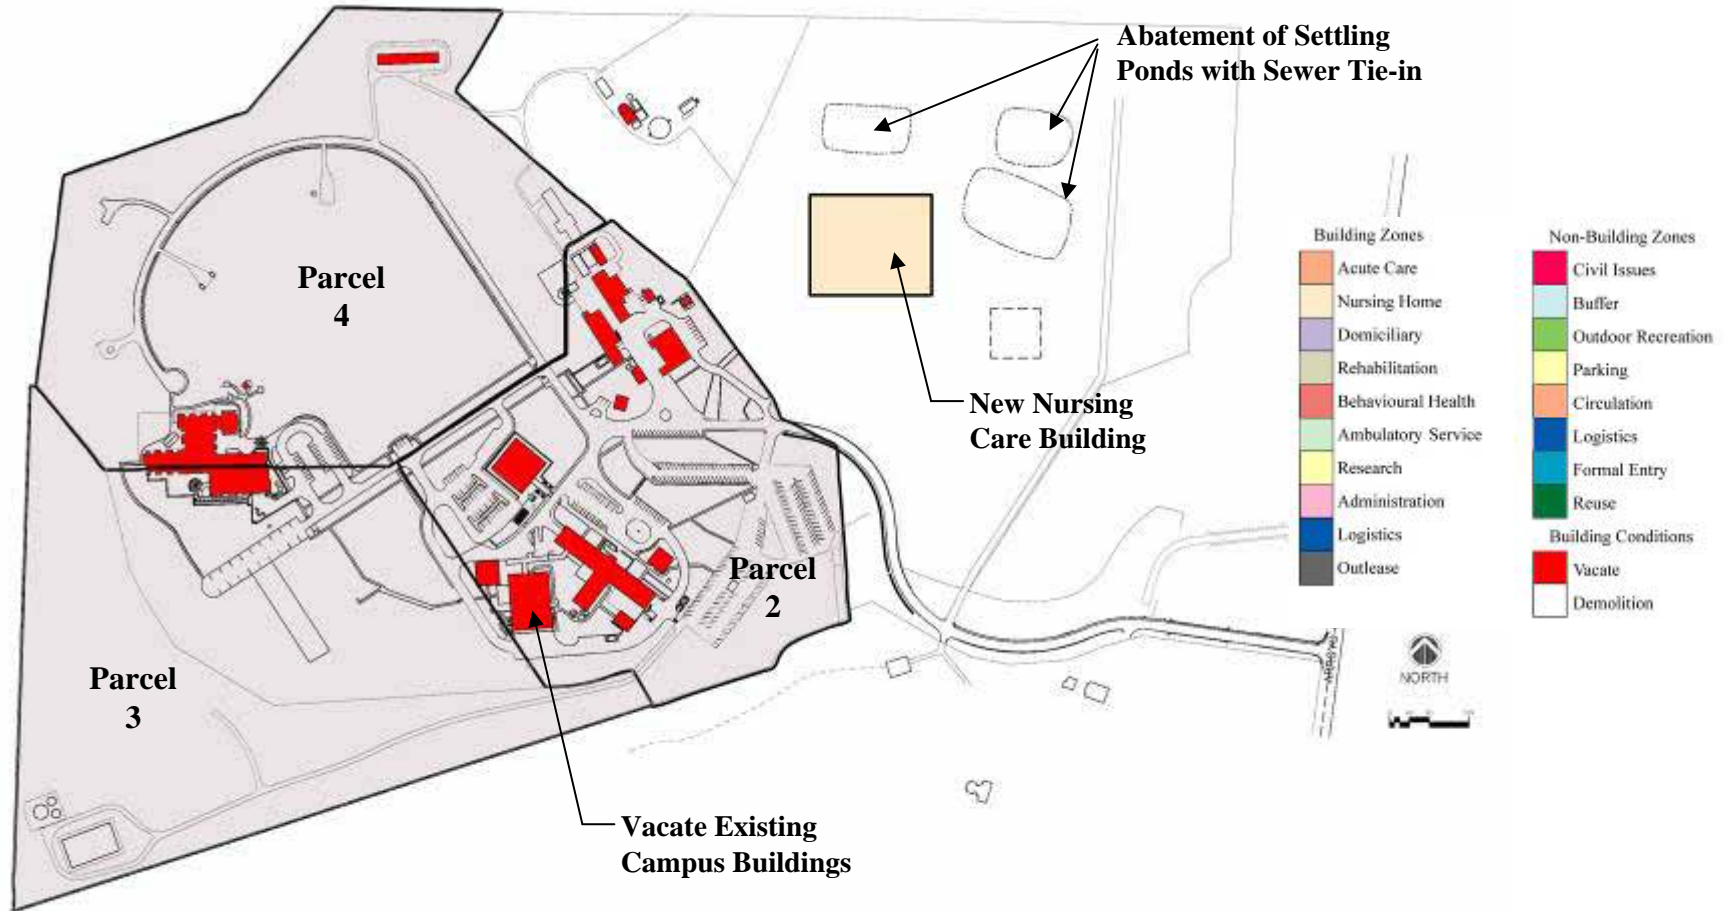 Abatement of Settling
Ponds with Sewer Tie-in
Parcel
4
New Nursing
Care Building
Parcel
2
Parcel
3
Vacate Existing
Campus Buildings
Building Zones
Acute Care
Nursing Home
Domiciliary
Rehabilitation
Behavioural Health
Ambulatory Service
Research
Administration
Logistics
Outlease
Non-Building Zones
Civil Issues
Buffer
Outdoor Recreation
Parking
Circulation
Logistics
Formal Entry
Reuse
Building Conditions
Vacate
Demolition
NORTH